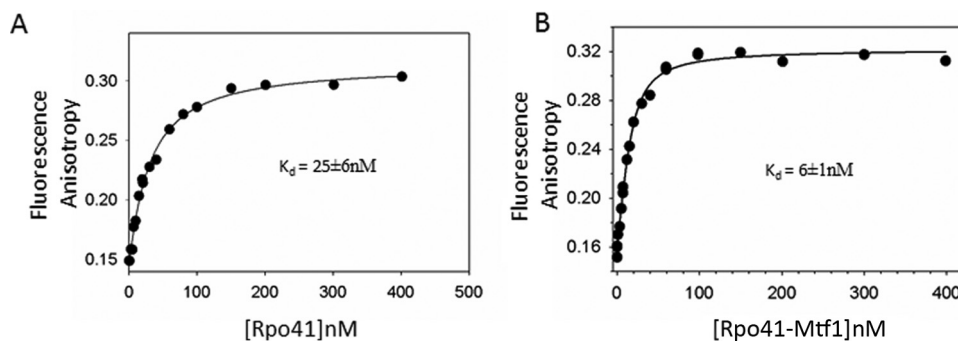 A
Fluorescence
Anisotropy
0.30
0.25
0.20
0.15
K_d = 25±6nM
0 100 200 300 400 500
[Rpo41]nM
B
Fluorescence
Anisotropy
0.32
0.28
0.24
0.20
0.16
K_d = 6±1nM
0 100 200 300 400
[Rpo41-Mtf1]nM